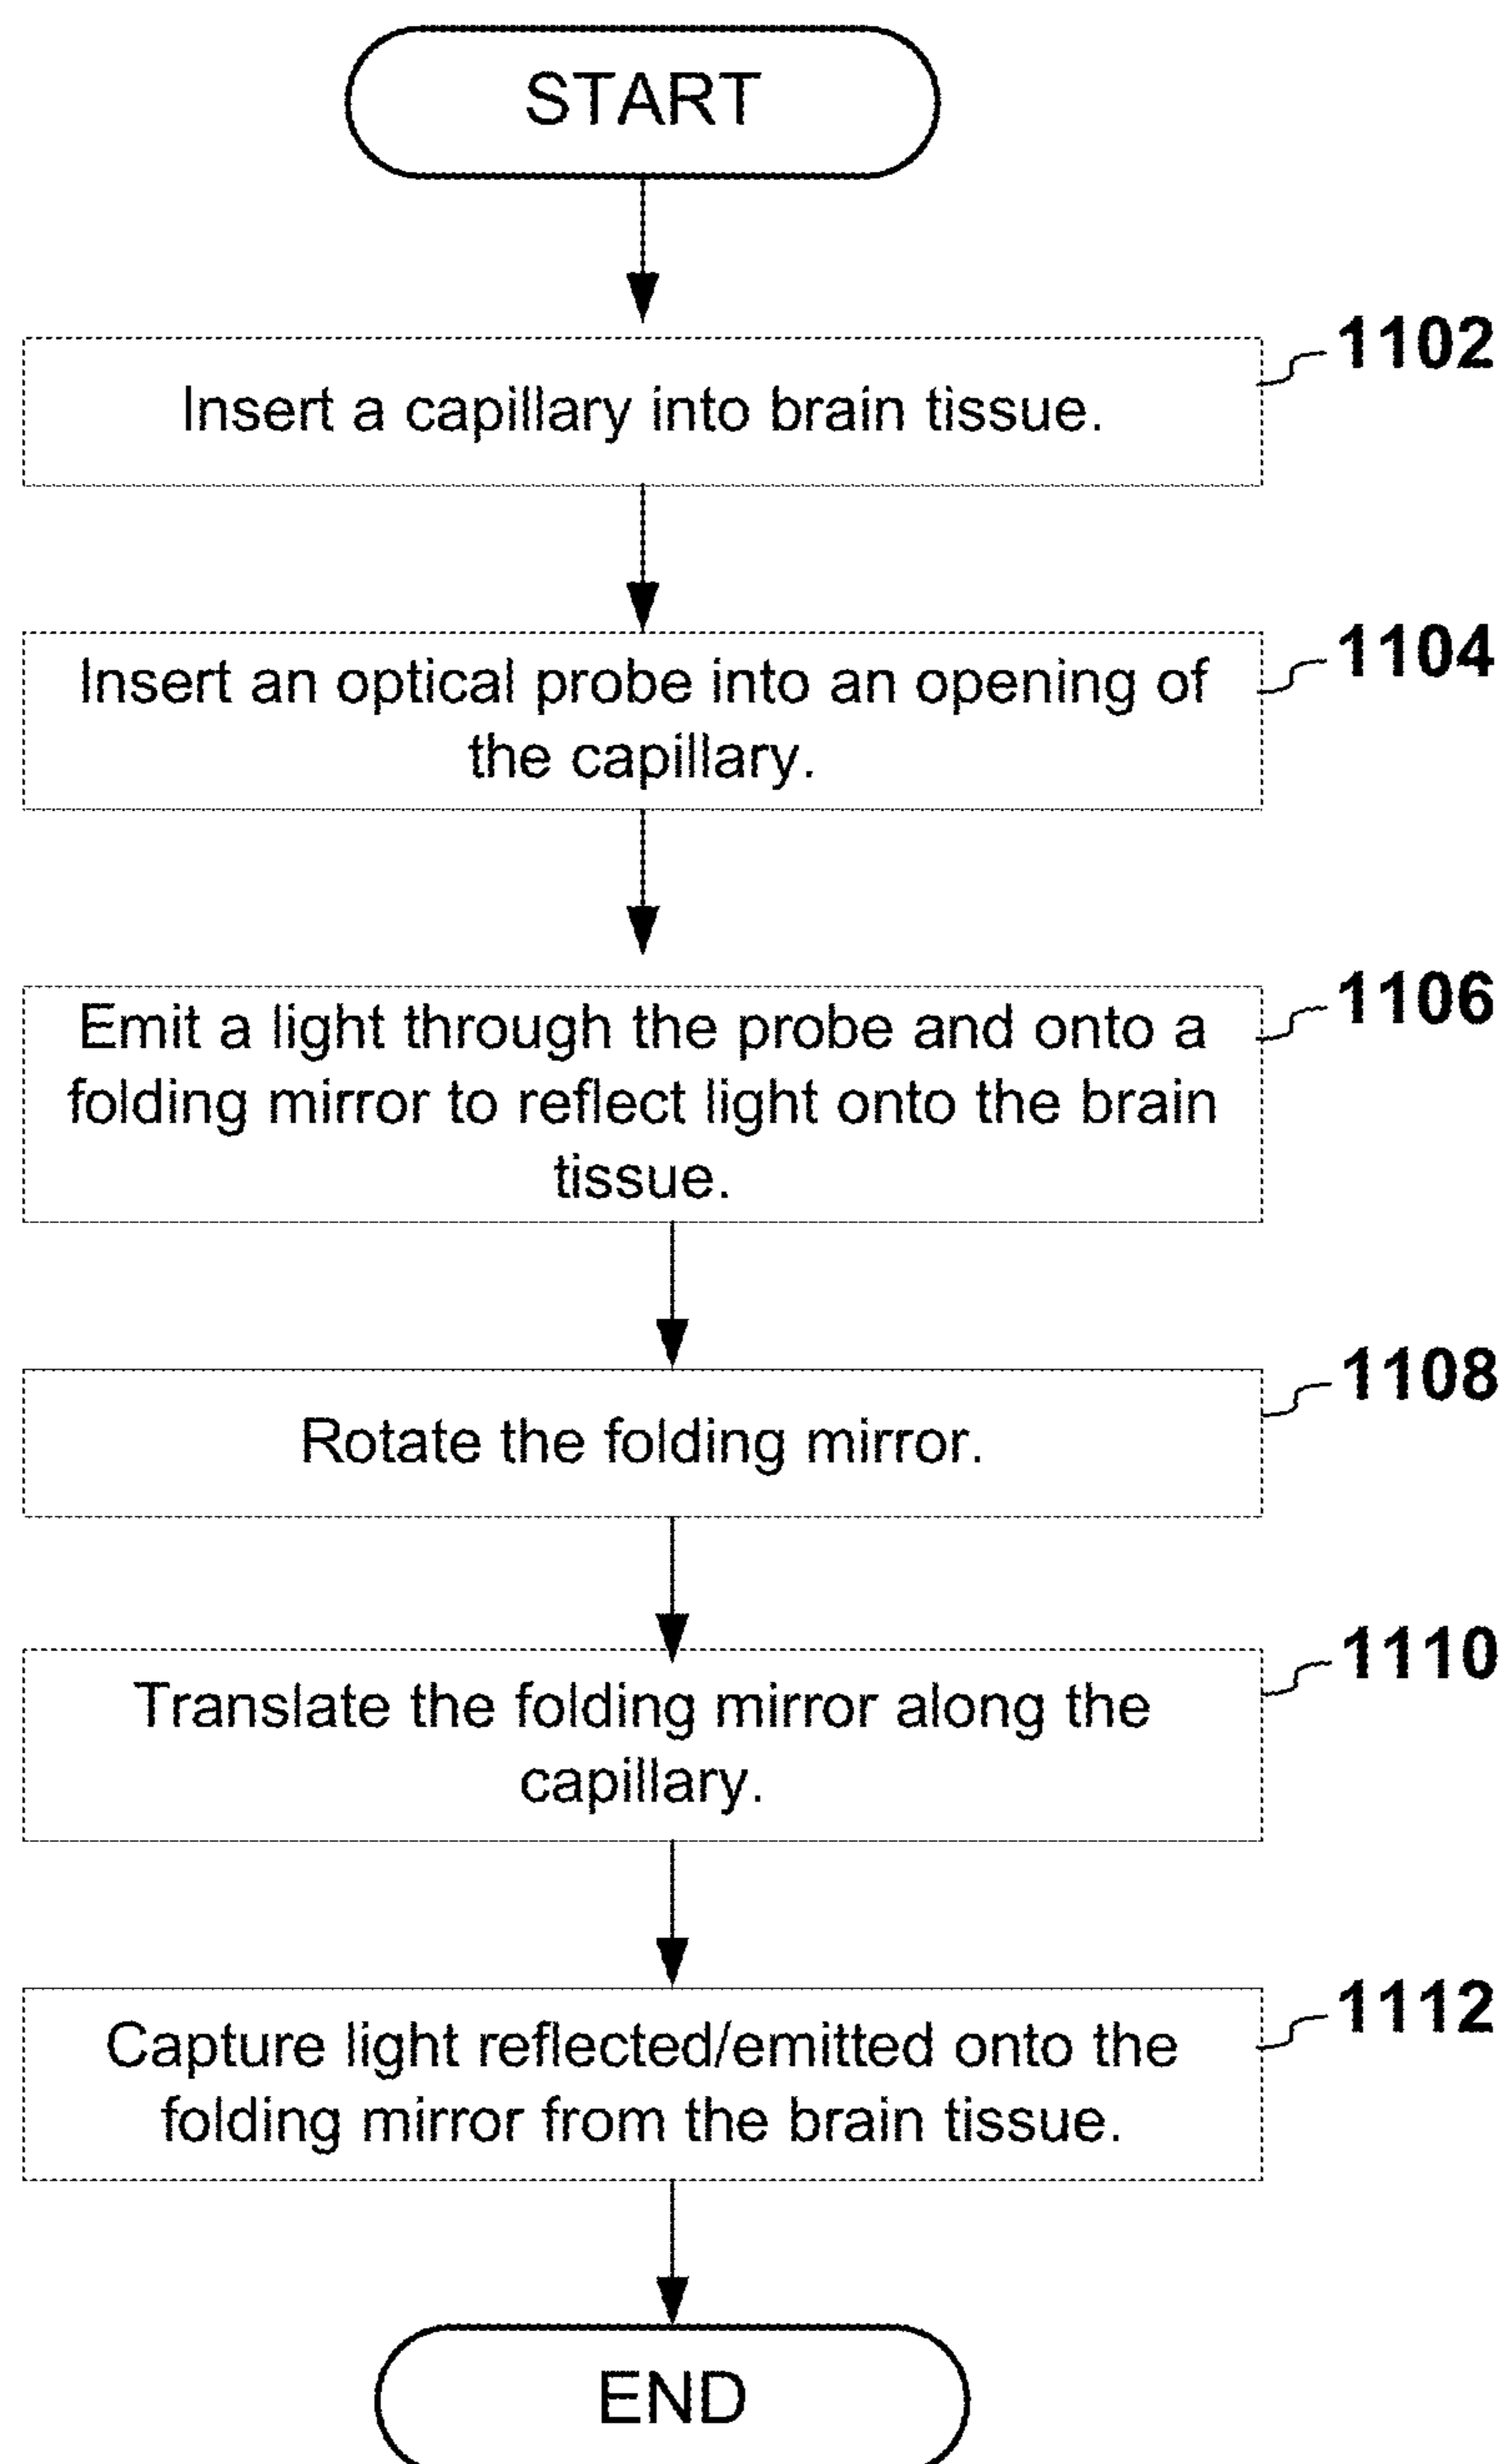 START
1102
Insert a capillary into brain tissue.
1104
Insert an optical probe into an opening of
the capillary.
1106
Emit a light through the probe and onto a
folding mirror to reflect light onto the brain
tissue.
1108
Rotate the folding mirror.
1110
Translate the folding mirror along the
capillary.
1112
Capture light reflected/emitted onto the
folding mirror from the brain tissue.
END